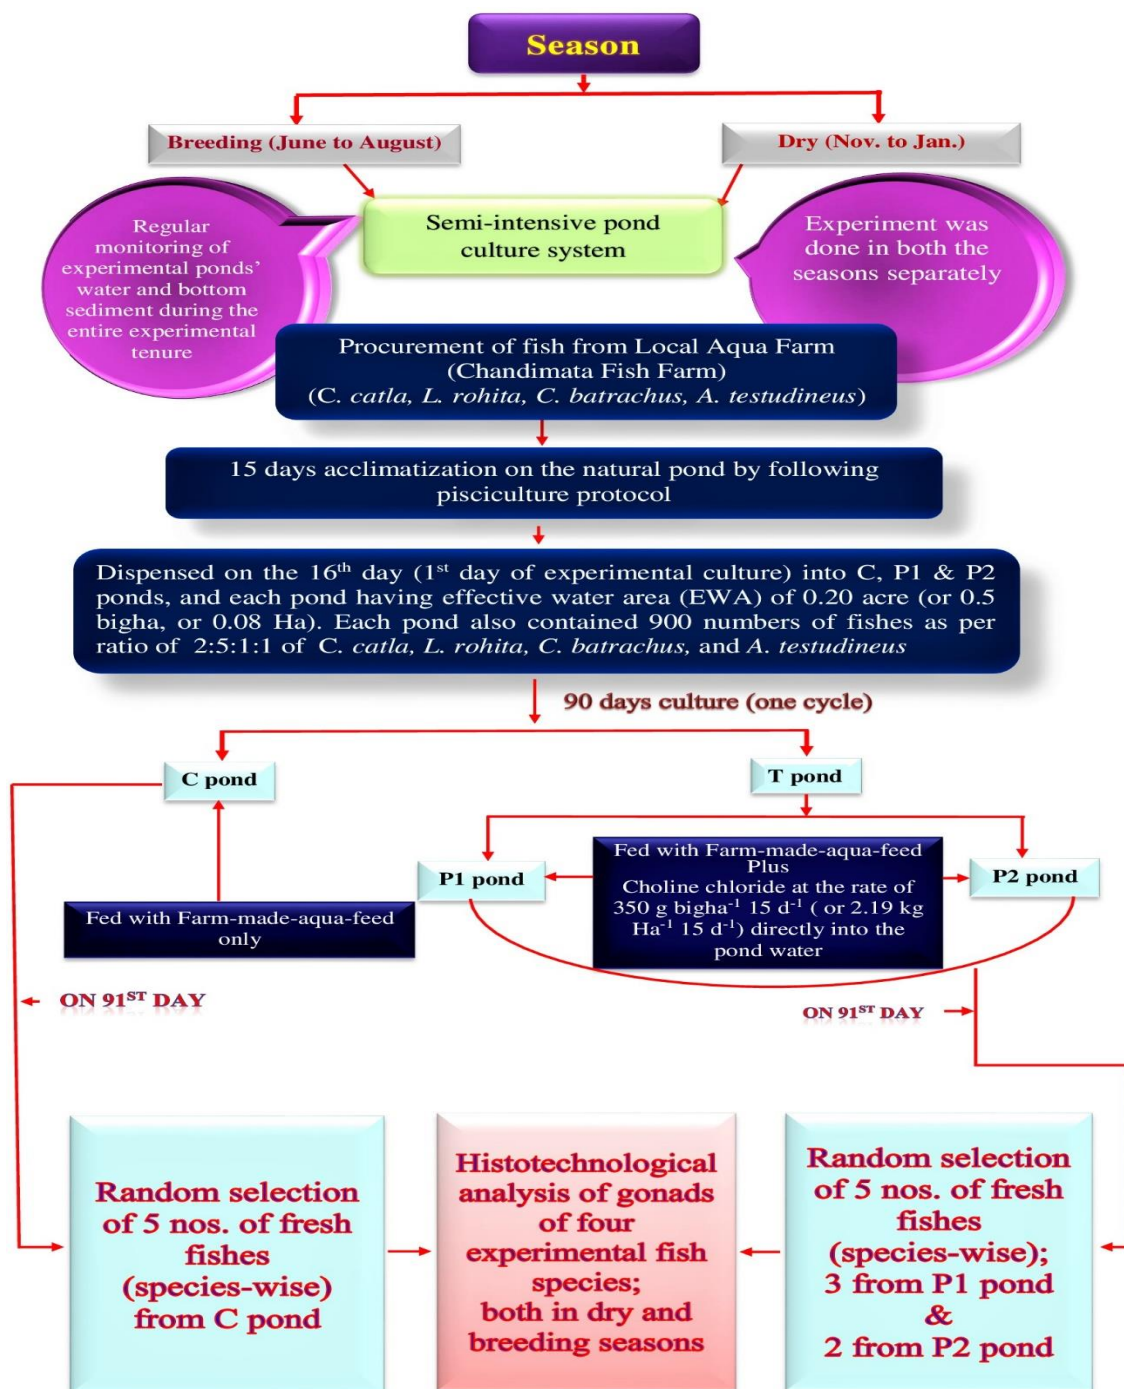 Season
Breeding (June to August)
Dry (Nov. to Jan.)
Regular
monitoring of
experimental ponds'
water and bottom
sediment during the
entire experimental
tenure
Semi-intensive pond
culture system
Experiment was
done in both the
seasons separately
Procurement of fish from Local Aqua Farm
(Chandimata Fish Farm)
(C. catla, L. rohita, C. batrachus, A. testudineus)
15 days acclimatization on the natural pond by following
pisciculture protocol
Dispensed on the 16th day (1st day of experimental culture) into C, P1 & P2
ponds, and each pond having effective water area (EWA) of 0.20 acre (or 0.5
bigha, or 0.08 Ha). Each pond also contained 900 numbers of fishes as per
ratio of 2:5:1:1 of C. catla, L. rohita, C. batrachus, and A. testudineus
90 days culture (one cycle)
C pond
T pond
P1 pond
Fed with Farm-made-aqua-feed
Plus
Choline chloride at the rate of
350 g bigha-1 15 d-1 ( or 2.19 kg
Ha-1 15 d-1) directly into the
pond water
P2 pond
Fed with Farm-made-aqua-feed
only
ON 91ST DAY
ON 91ST DAY
Random selection
of 5 nos. of fresh
fishes
(species-wise)
from C pond
Histotechnological
analysis of gonads
of four
experimental fish
species;
both in dry and
breeding seasons
Random selection
of 5 nos. of fresh
fishes
(species-wise);
3 from P1 pond
&
2 from P2 pond